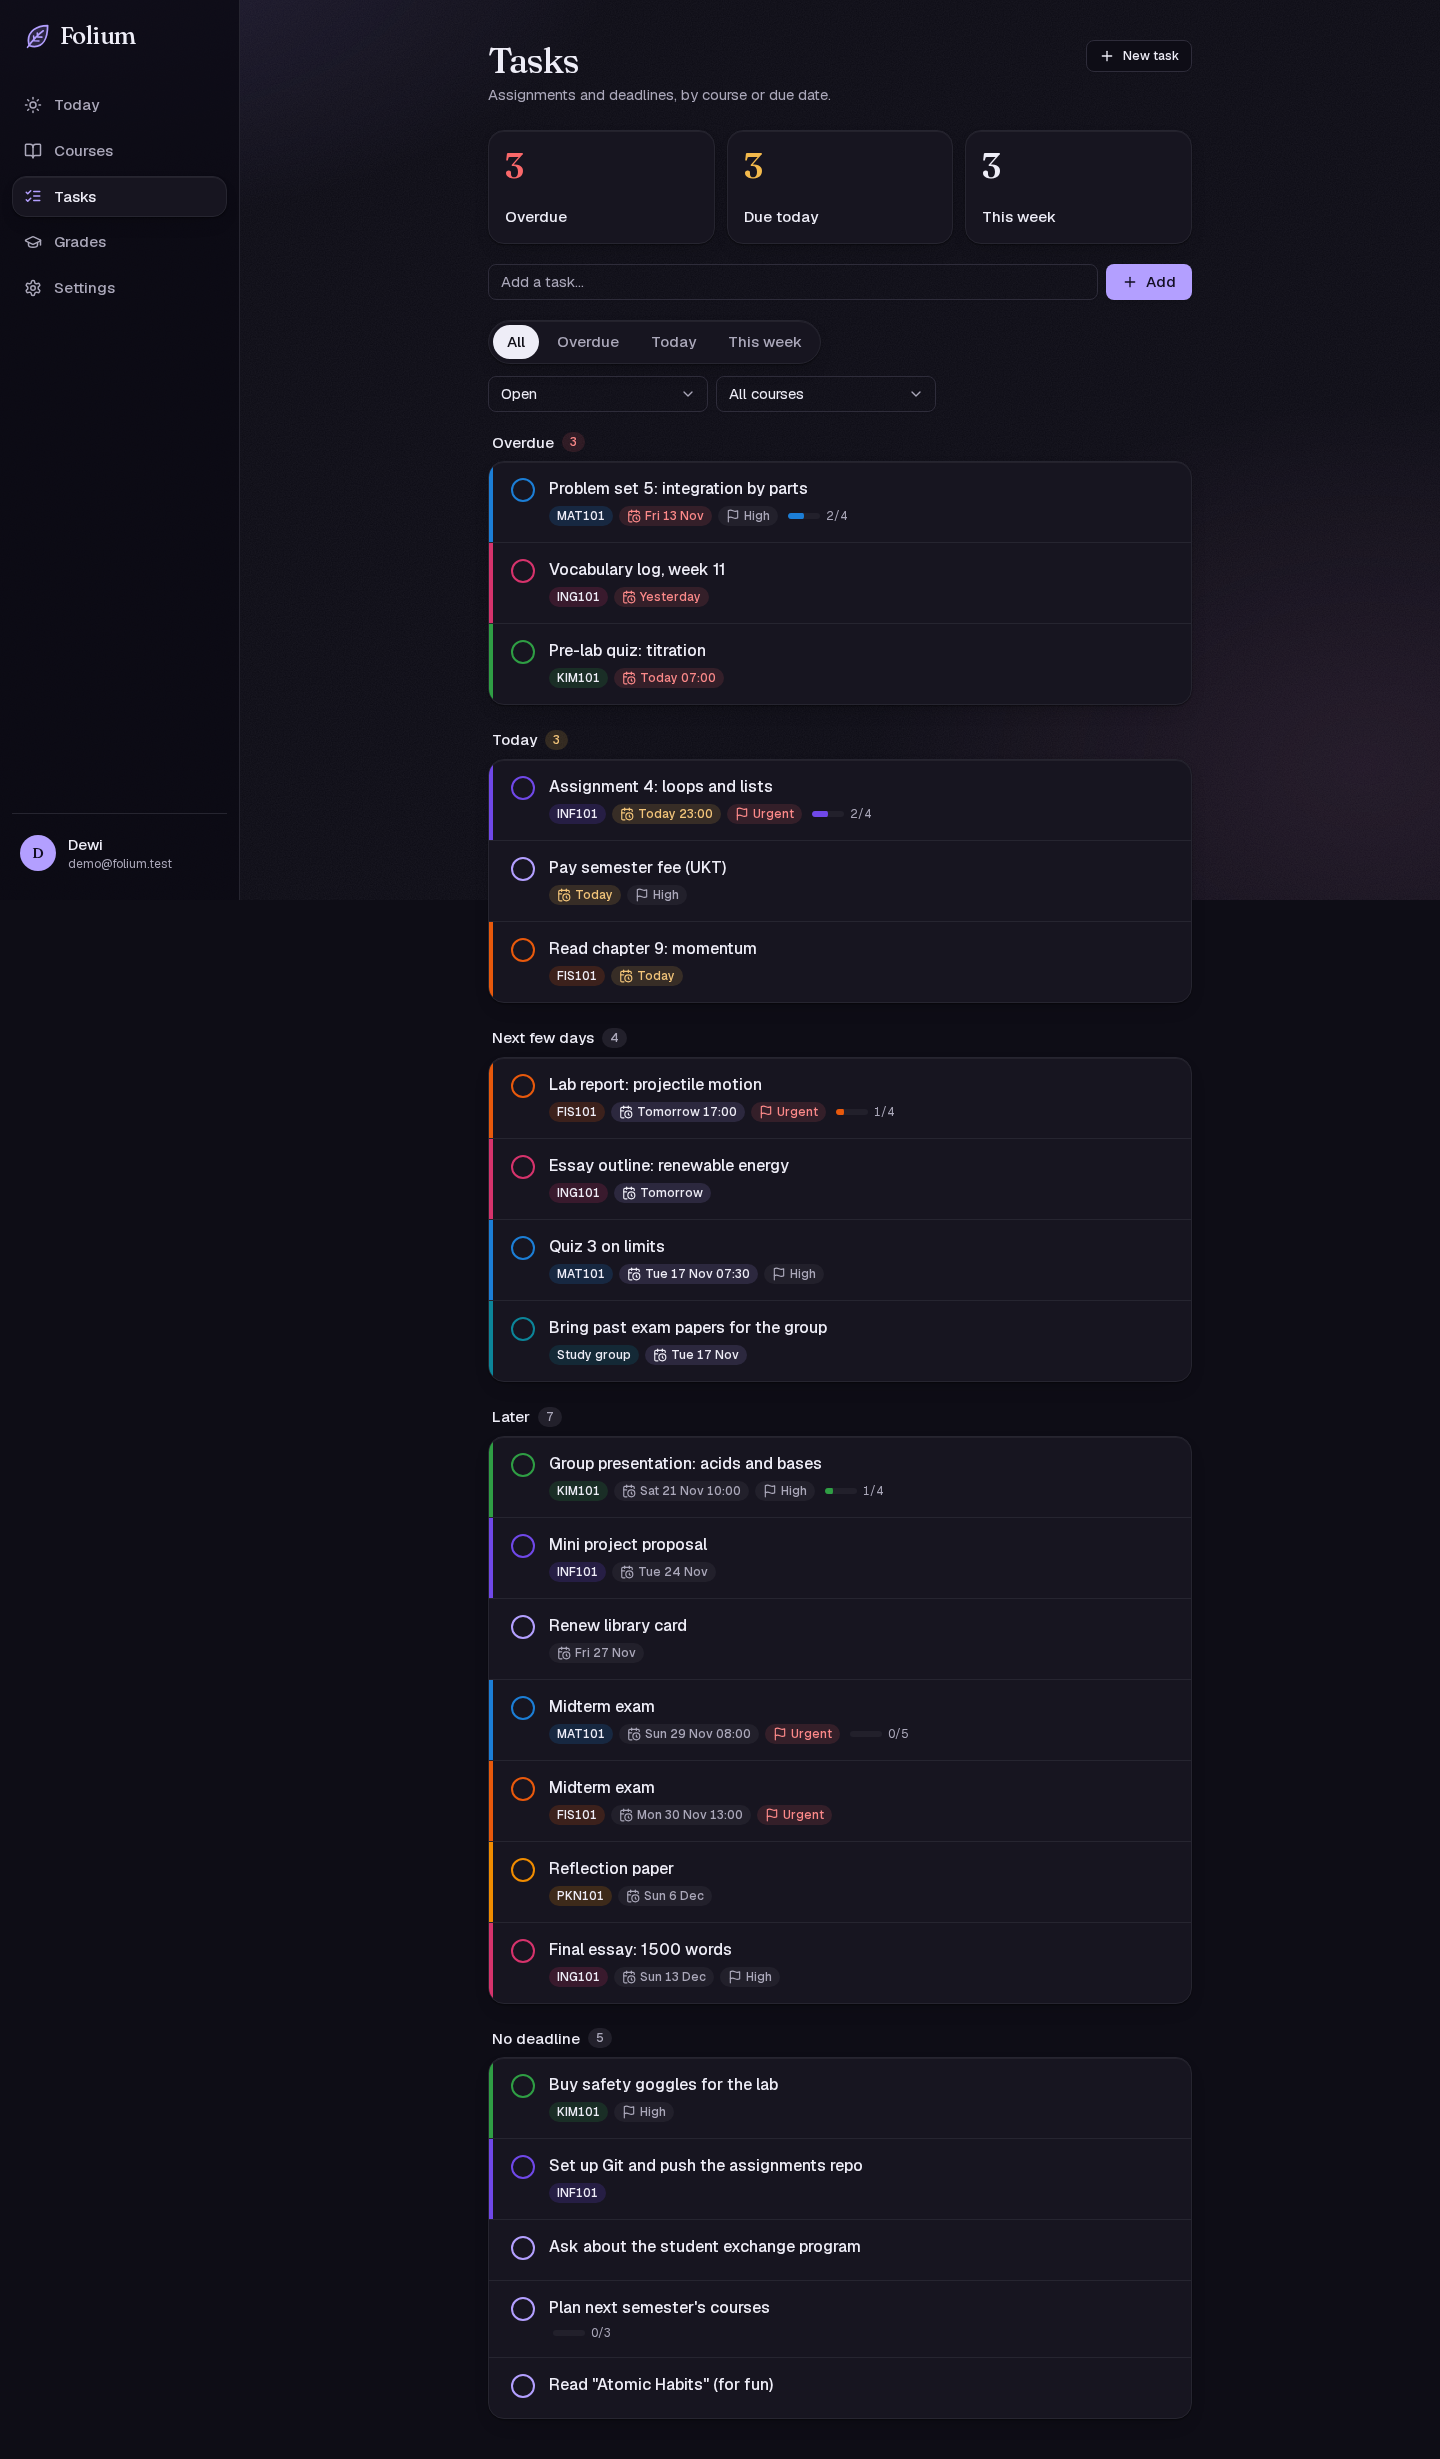 Folium
Today
Courses
Tasks
Grades
Settings
Dewi
D
demo@folium.test
Tasks
New task
Assignments and deadlines, by course or due date.
3
Overdue
3
Due today
3
This week
Add a task...
Add
All Overdue Today This week
Open
All courses
Overdue 3
Problem set 5: integration by parts
MAT101 Fri 13 Nov High 2/4
Vocabulary log, week 11
ING101 Yesterday
Pre-lab quiz: titration
KIM101 Today 07:00
Today 3
Assignment 4: loops and lists
INF101 Today 23:00 Urgent 2/4
Pay semester fee (UKT)
Today High
Read chapter 9: momentum
FIS101 Today
Next few days 4
Lab report: projectile motion
FIS101 Tomorrow 17:00 Urgent 1/4
Essay outline: renewable energy
ING101 Tomorrow
Quiz 3 on limits
MAT101 Tue 17 Nov 07:30 High
Bring past exam papers for the group
Study group Tue 17 Nov
Later 7
Group presentation: acids and bases
KIM101 Sat 21 Nov 10:00 High 1/4
Mini project proposal
INF101 Tue 24 Nov
Renew library card
Fri 27 Nov
Midterm exam
MAT101 Sun 29 Nov 08:00 Urgent 0/5
Midterm exam
FIS101 Mon 30 Nov 13:00 Urgent
Reflection paper
PKN101 Sun 6 Dec
Final essay: 1500 words
ING101 Sun 13 Dec High
No deadline 5
Buy safety goggles for the lab
KIM101 High
Set up Git and push the assignments repo
INF101
Ask about the student exchange program
Plan next semester's courses
0/3
Read "Atomic Habits" (for fun)